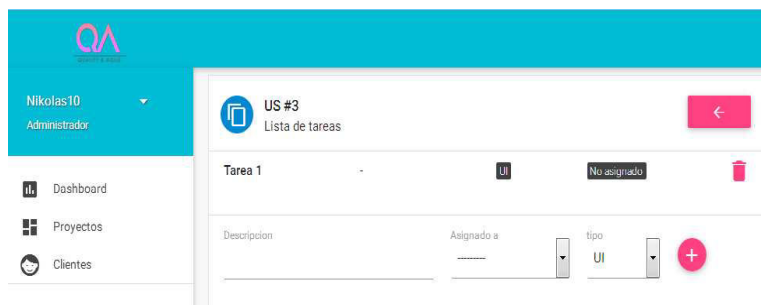 QA
Nikolas10
Administrador
Dashboard
Proyectos
Clientes
US #3
Lista de tareas
Tarea 1 - UI No asignado
Descripcion Asignado a tipo
--------- UI